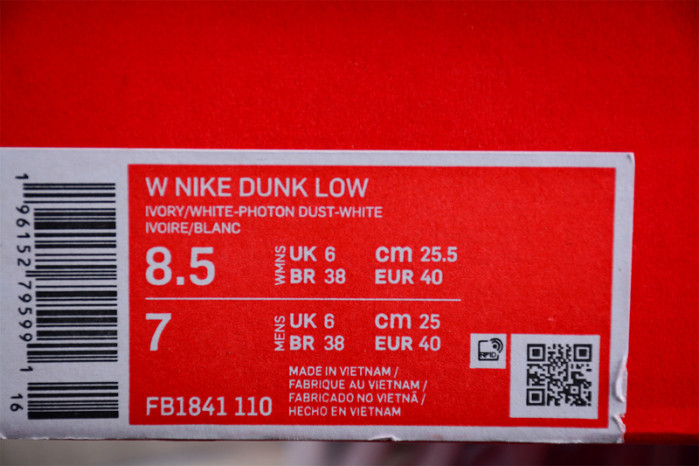 W NIKE DUNK LOW
IVORY/WHITE-PHOTON DUST-WHITE
IVOIRE/BLANC
8.5 WMNS UK 6 cm 25.5
BR 38 EUR 40
7 MENS UK 6 cm 25
BR 38 EUR 40
MADE IN VIETNAM /
FABRIQUE AU VIETNAM /
FABRICADO NO VIETNÃ /
HECHO EN VIETNAM
FB1841 110
RFID
1 96152 79599 1
16